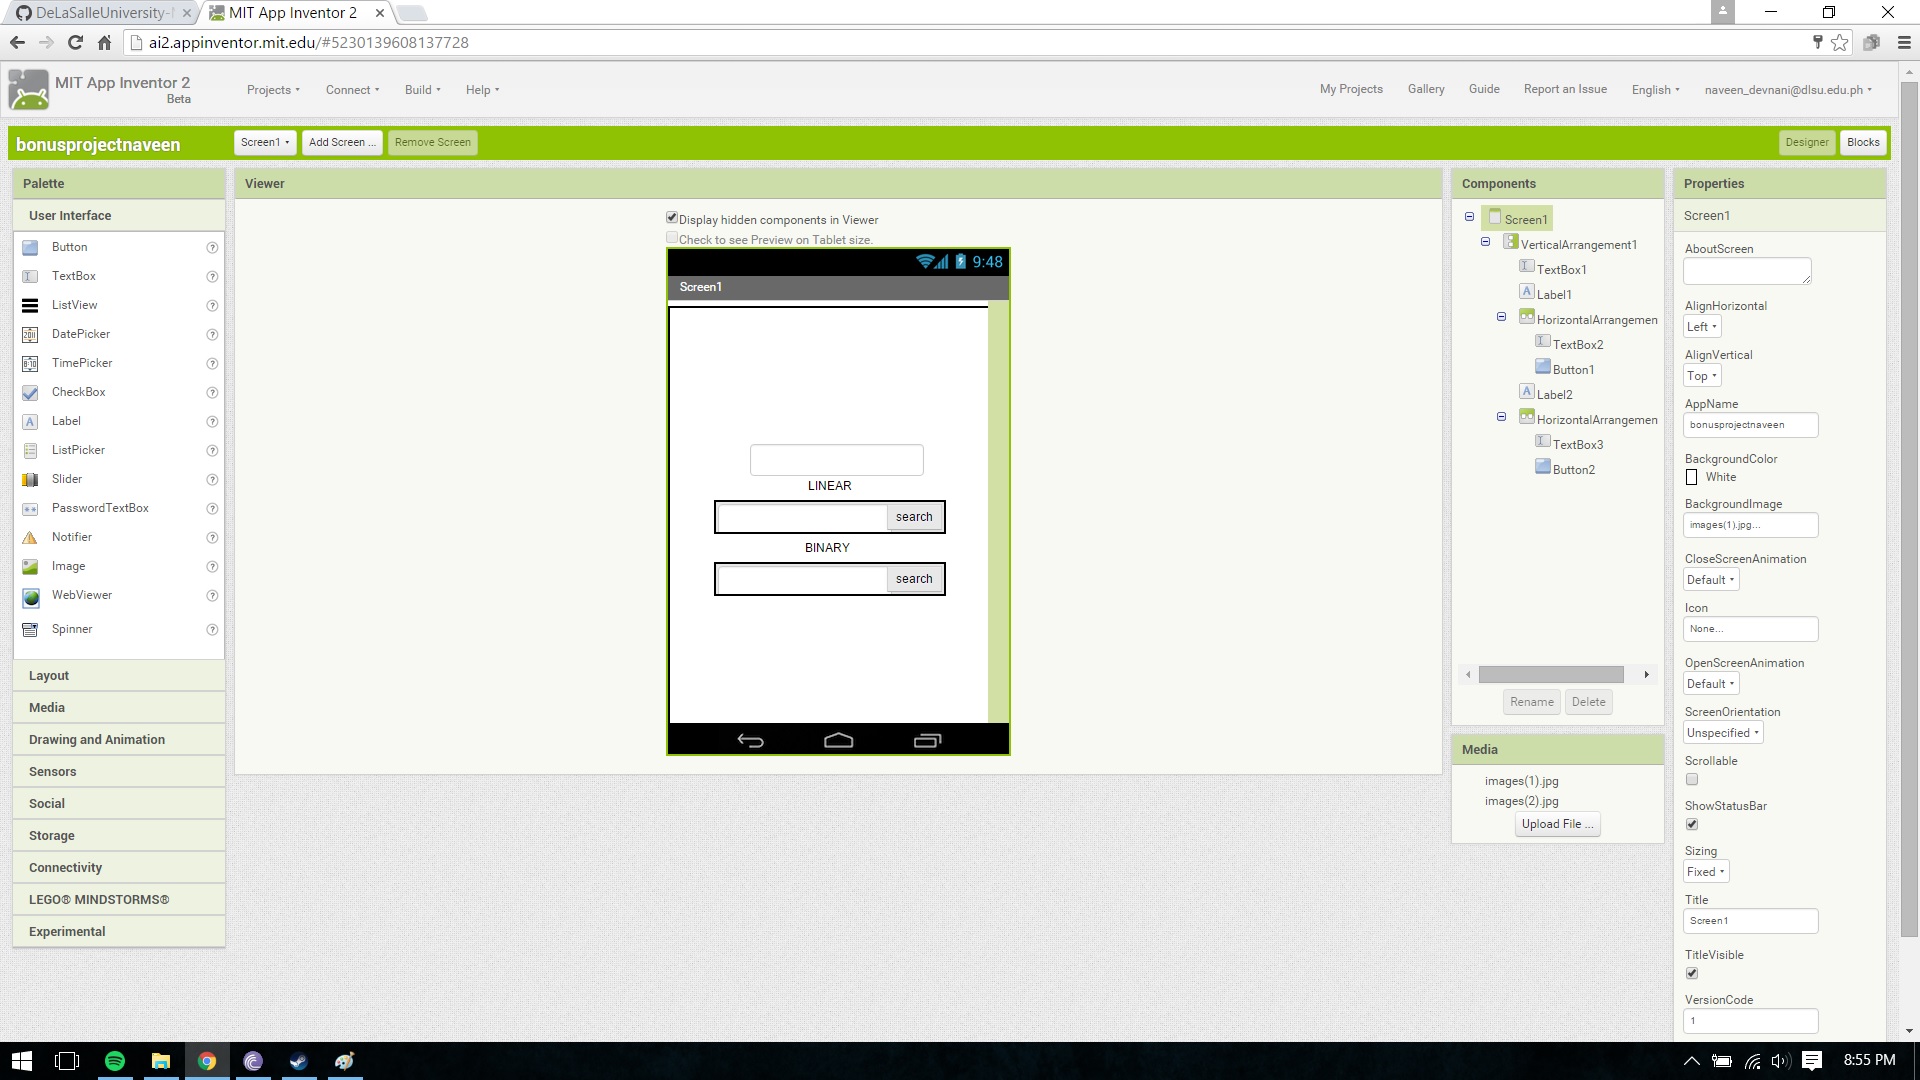 DeLaSalleUniversity-
MIT App Inventor 2
ai2.appinventor.mit.edu/#5230139608137728
MIT App Inventor 2
Beta
Projects
Connect
Build
Help
My Projects
Gallery
Guide
Report an Issue
English
naveen_devnani@dlsu.edu.ph
bonusprojectnaveen
Screen1
Add Screen ...
Remove Screen
Designer
Blocks
Palette
User Interface
Button
TextBox
ListView
DatePicker
TimePicker
CheckBox
Label
ListPicker
Slider
PasswordTextBox
Notifier
Image
WebViewer
Spinner
Layout
Media
Drawing and Animation
Sensors
Social
Storage
Connectivity
LEGO® MINDSTORMS®
Experimental
Viewer
Display hidden components in Viewer
Check to see Preview on Tablet size.
9:48
Screen1
LINEAR
search
BINARY
search
Components
Screen1
VerticalArrangement1
TextBox1
Label1
HorizontalArrangemen
TextBox2
Button1
Label2
HorizontalArrangemen
TextBox3
Button2
Rename
Delete
Media
images(1).jpg
images(2).jpg
Upload File ...
Properties
Screen1
AboutScreen
AlignHorizontal
Left
AlignVertical
Top
AppName
bonusprojectnaveen
BackgroundColor
White
BackgroundImage
images(1).jpg...
CloseScreenAnimation
Default
Icon
None...
OpenScreenAnimation
Default
ScreenOrientation
Unspecified
Scrollable
ShowStatusBar
Sizing
Fixed
Title
Screen1
TitleVisible
VersionCode
1
8:55 PM